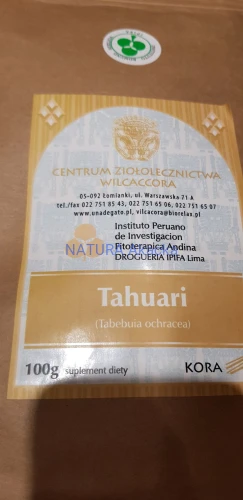 CENTRUM ZIOŁOLECZNICTWA
WILCACCORA
05-092 Łomianki, ul. Warszawska 71 A
tel./fax 022 751 85 43, 022 751 65 06, 022 751 65 07
www.unadegato.pl, vilcacora@biorelax.pl
Instituto Peruano
de Investigacion
Fitoterapica Andina
DROGUERIA IPIFA Lima
Tahuari
(Tabebuia ochracea)
100g suplement diety
KORA